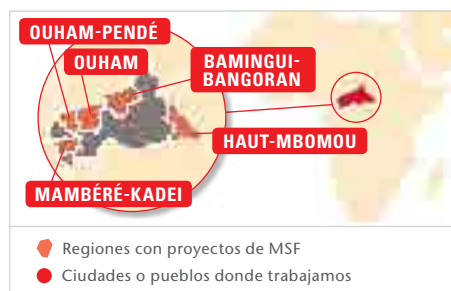 OUHAM-PENDÉ
OUHAM
BAMINGUI-
BANGORAN
HAUT-MBOMOU
MAMBÉRÉ-KADEI
Regiones con proyectos de MSF
Ciudades o pueblos donde trabajamos